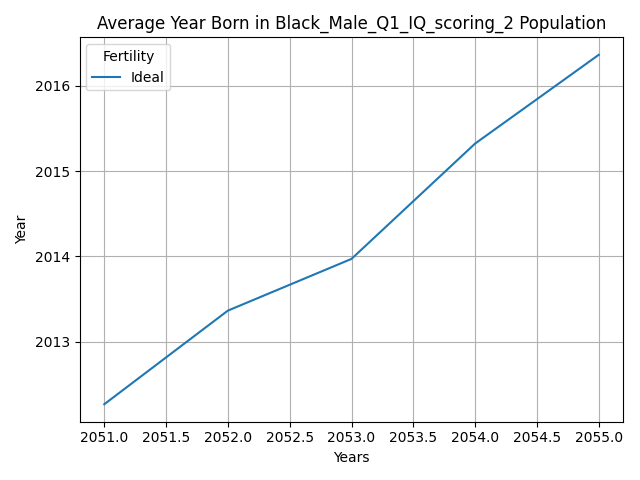 Average Year Born in Black_Male_Q1_IQ_scoring_2 Population
Fertility
Ideal
2016
2015
2014
2013
Year
2051.0 2051.5 2052.0 2052.5 2053.0 2053.5 2054.0 2054.5 2055.0
Years